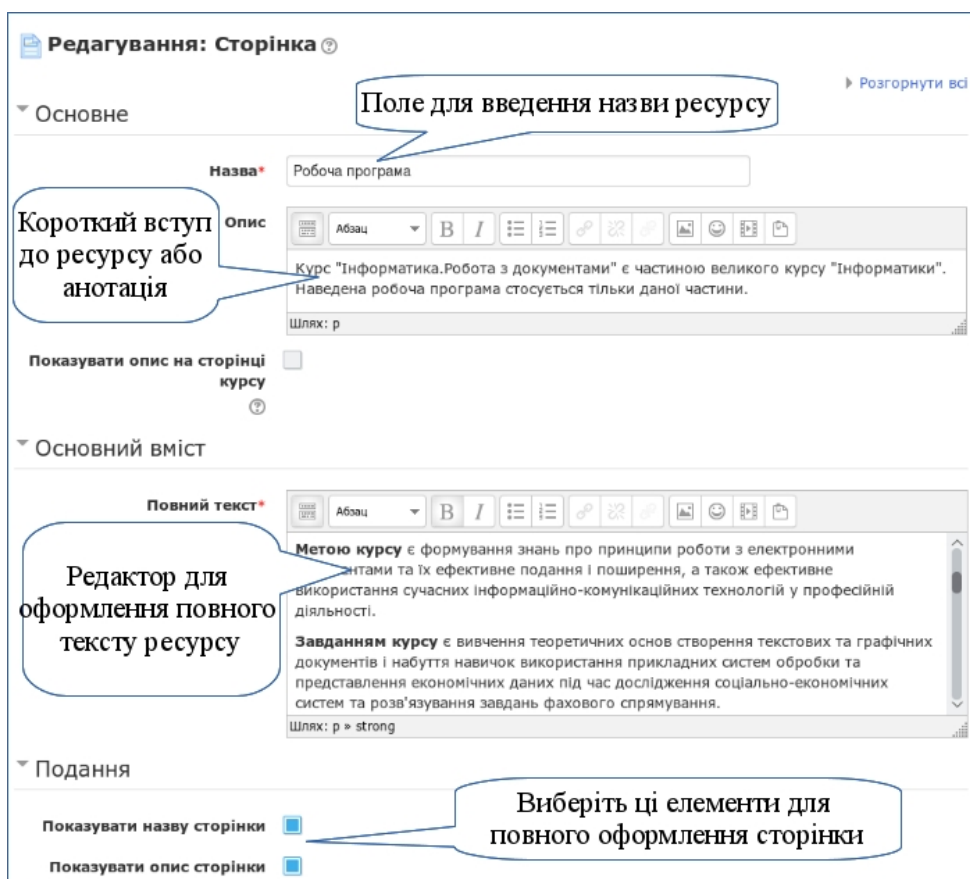 Редагування: Сторінка
Розгорнути всі
Основне
Поле для введення назви ресурсу
Назва*
Робоча програма
Короткий вступ
до ресурсу або
анотація
Опис
Абзац
B I
Курс "Інформатика.Робота з документами" є частиною великого курсу "Інформатики".
Наведена робоча програма стосується тільки даної частини.
Шлях: p
Показувати опис на сторінці
курсу
Основний вміст
Повний текст*
Абзац
B I
Редактор для
оформлення повного
тексту ресурсу
Метою курсу є формування знань про принципи роботи з електронними
ентами та їх ефективне подання і поширення, а також ефективне
використання сучасних інформаційно-комунікаційних технологій у професійній
діяльності.
Завданням курсу є вивчення теоретичних основ створення текстових та графічних
документів і набуття навичок використання прикладних систем обробки та
представлення економічних даних під час дослідження соціально-економічних
систем та розв'язування завдань фахового спрямування.
Шлях: p » strong
Подання
Виберіть ці елементи для
повного оформлення сторінки
Показувати назву сторінки
Показувати опис сторінки